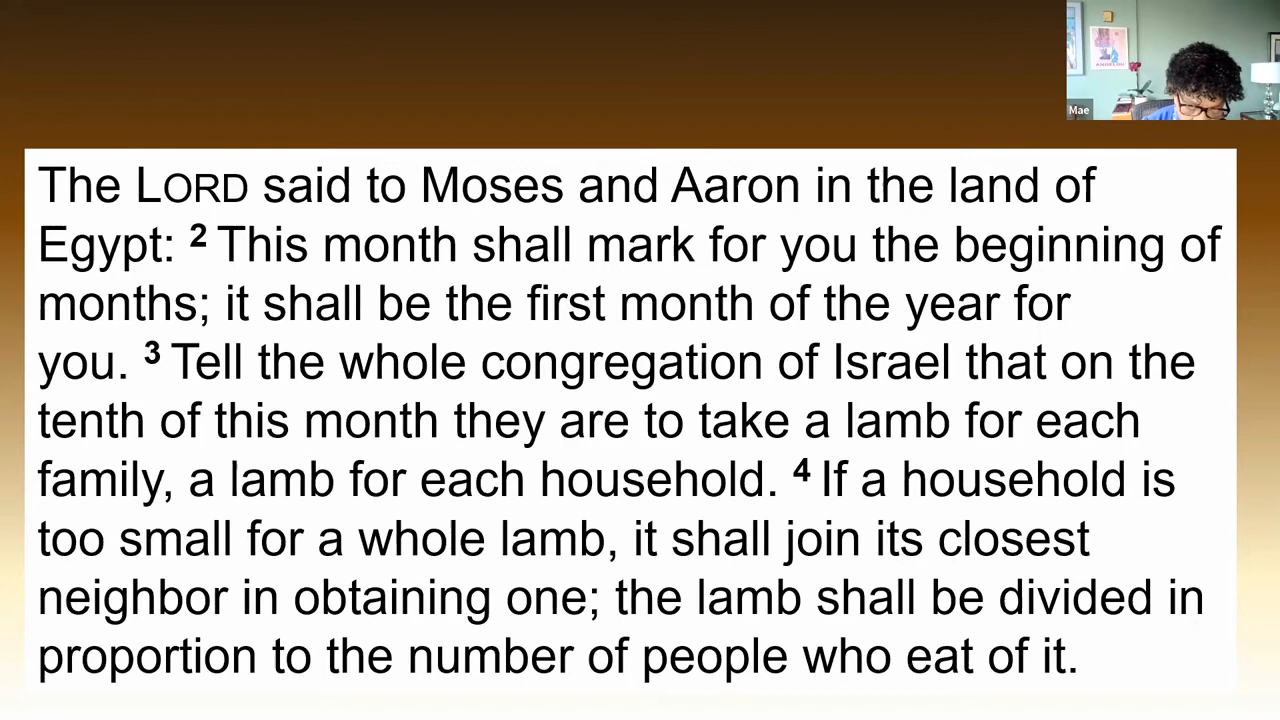 Mae
The LORD said to Moses and Aaron in the land of
Egypt: 2 This month shall mark for you the beginning of
months; it shall be the first month of the year for
you. 3 Tell the whole congregation of Israel that on the
tenth of this month they are to take a lamb for each
family, a lamb for each household. 4 If a household is
too small for a whole lamb, it shall join its closest
neighbor in obtaining one; the lamb shall be divided in
proportion to the number of people who eat of it.